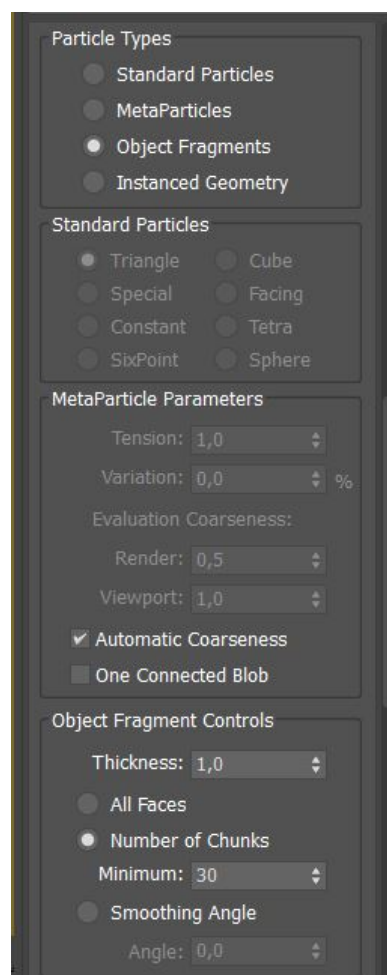 Particle Types
Standard Particles
MetaParticles
Object Fragments
Instanced Geometry
Standard Particles
Triangle Cube
Special Facing
Constant Tetra
SixPoint Sphere
MetaParticle Parameters
Tension: 1,0
Variation: 0,0 %
Evaluation Coarseness:
Render: 0,5
Viewport: 1,0
Automatic Coarseness
One Connected Blob
Object Fragment Controls
Thickness: 1,0
All Faces
Number of Chunks
Minimum: 30
Smoothing Angle
Angle: 0,0